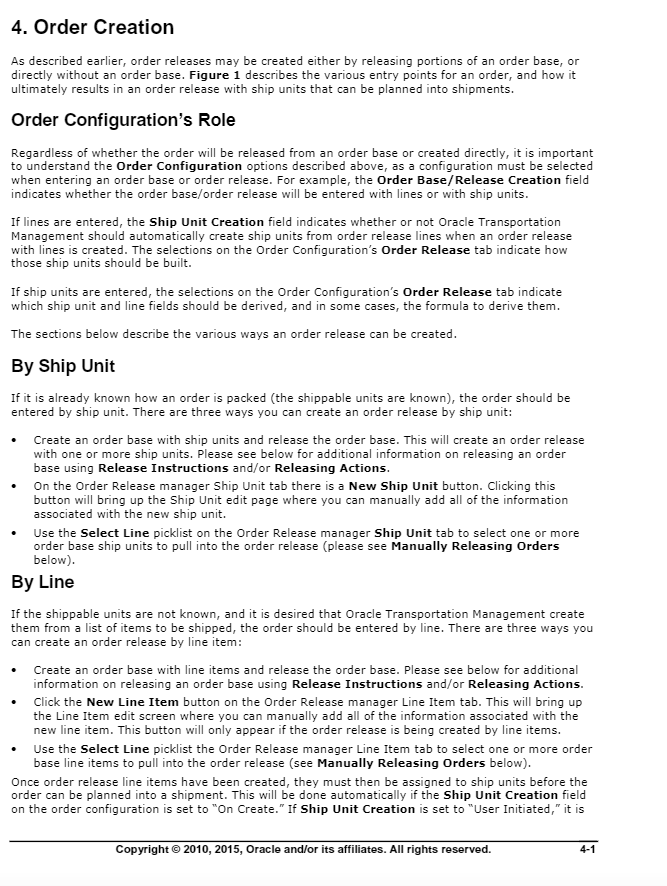 4. Order Creation
As described earlier, order releases may be created either by releasing portions of an order base, or
directly without an order base. Figure 1 describes the various entry points for an order, and how it
ultimately results in an order release with ship units that can be planned into shipments.
Order Configuration's Role
Regardless of whether the order will be released from an order base or created directly, it is important
to understand the Order Configuration options described above, as a configuration must be selected
when entering an order base or order release. For example, the Order Base/Release Creation field
indicates whether the order base/order release will be entered with lines or with ship units.
If lines are entered, the Ship Unit Creation field indicates whether or not Oracle Transportation
Management should automatically create ship units from order release lines when an order release
with lines is created. The selections on the Order Configuration's Order Release tab indicate how
those ship units should be built.
If ship units are entered, the selections on the Order Configuration's Order Release tab indicate
which ship unit and line fields should be derived, and in some cases, the formula to derive them.
The sections below describe the various ways an order release can be created.
By Ship Unit
If it is already known how an order is packed (the shippable units are known), the order should be
entered by ship unit. There are three ways you can create an order release by ship unit:
• Create an order base with ship units and release the order base. This will create an order release
with one or more ship units. Please see below for additional information on releasing an order
base using Release Instructions and/or Releasing Actions.
• On the Order Release manager Ship Unit tab there is a New Ship Unit button. Clicking this
button will bring up the Ship Unit edit page where you can manually add all of the information
associated with the new ship unit.
• Use the Select Line picklist on the Order Release manager Ship Unit tab to select one or more
order base ship units to pull into the order release (please see Manually Releasing Orders
below).
By Line
If the shippable units are not known, and it is desired that Oracle Transportation Management create
them from a list of items to be shipped, the order should be entered by line. There are three ways you
can create an order release by line item:
• Create an order base with line items and release the order base. Please see below for additional
information on releasing an order base using Release Instructions and/or Releasing Actions.
• Click the New Line Item button on the Order Release manager Line Item tab. This will bring up
the Line Item edit screen where you can manually add all of the information associated with the
new line item. This button will only appear if the order release is being created by line items.
• Use the Select Line picklist the Order Release manager Line Item tab to select one or more order
base line items to pull into the order release (see Manually Releasing Orders below).
Once order release line items have been created, they must then be assigned to ship units before the
order can be planned into a shipment. This will be done automatically if the Ship Unit Creation field
on the order configuration is set to "On Create." If Ship Unit Creation is set to "User Initiated," it is
Copyright © 2010, 2015, Oracle and/or its affiliates. All rights reserved. 4-1